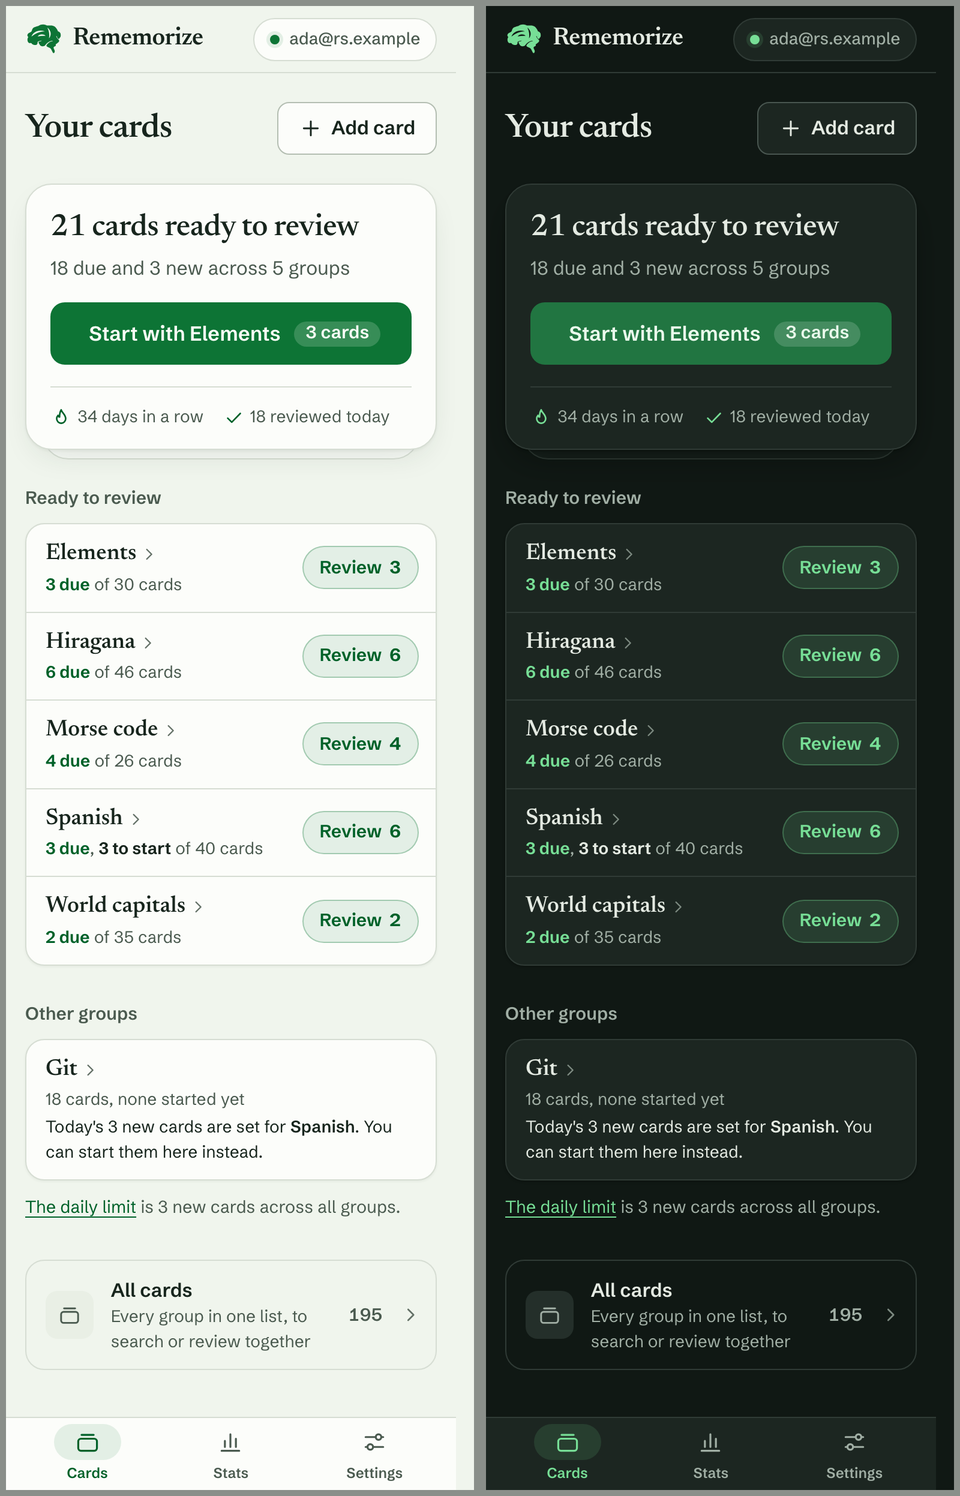 Rememorize
ada@rs.example
Your cards
Add card
21 cards ready to review
18 due and 3 new across 5 groups
Start with Elements 3 cards
34 days in a row
18 reviewed today
Ready to review
Elements
3 due of 30 cards
Review 3
Hiragana
6 due of 46 cards
Review 6
Morse code
4 due of 26 cards
Review 4
Spanish
3 due, 3 to start of 40 cards
Review 6
World capitals
2 due of 35 cards
Review 2
Other groups
Git
18 cards, none started yet
Today's 3 new cards are set for Spanish. You
can start them here instead.
The daily limit is 3 new cards across all groups.
All cards
Every group in one list, to
search or review together
195
Cards
Stats
Settings
Rememorize
ada@rs.example
Your cards
Add card
21 cards ready to review
18 due and 3 new across 5 groups
Start with Elements 3 cards
34 days in a row
18 reviewed today
Ready to review
Elements
3 due of 30 cards
Review 3
Hiragana
6 due of 46 cards
Review 6
Morse code
4 due of 26 cards
Review 4
Spanish
3 due, 3 to start of 40 cards
Review 6
World capitals
2 due of 35 cards
Review 2
Other groups
Git
18 cards, none started yet
Today's 3 new cards are set for Spanish. You
can start them here instead.
The daily limit is 3 new cards across all groups.
All cards
Every group in one list, to
search or review together
195
Cards
Stats
Settings